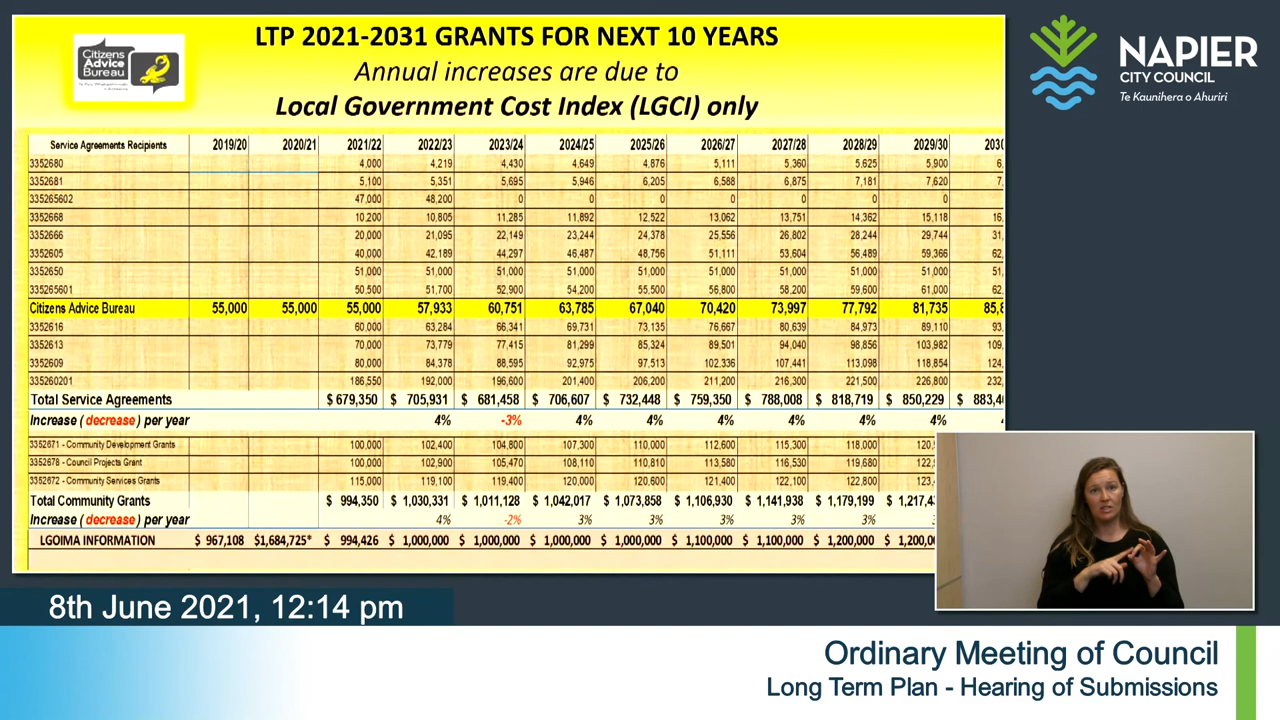 LTP 2021-2031 GRANTS FOR NEXT 10 YEARS
Annual increases are due to
Local Government Cost Index (LGCI) only
Citizens
Advice
Bureau
NAPIER
CITY COUNCIL
Te Kaunihera o Ahuriri
Service Agreements Recipients 2019/20 2020/21 2021/22 2022/23 2023/24 2024/25 2025/26 2026/27 2027/28 2028/29 2029/30 2030
3352680 4,000 4,219 4,430 4,649 4,876 5,111 5,360 5,625 5,900 6,
3352681 5,100 5,351 5,695 5,946 6,205 6,588 6,875 7,181 7,620 7,
335265602 47,000 48,200 0 0 0 0 0 0 0
3352668 10,200 10,805 11,285 11,892 12,522 13,062 13,751 14,362 15,118 16,
3352666 20,000 21,095 22,149 23,244 24,378 25,556 26,802 28,244 29,744 31,
3352605 40,000 42,189 44,297 46,487 48,756 51,111 53,604 56,489 59,366 62,
3352650 51,000 51,000 51,000 51,000 51,000 51,000 51,000 51,000 51,000 51,
335265601 50,500 51,700 52,900 54,200 55,500 56,800 58,200 59,600 61,000 62,
Citizens Advice Bureau 55,000 55,000 55,000 57,933 60,751 63,785 67,040 70,420 73,997 77,792 81,735 85,8
3352616 60,000 63,284 66,341 69,731 73,135 76,667 80,639 84,973 89,110 93,
3352613 70,000 73,779 77,415 81,299 85,324 89,501 94,040 98,856 103,982 109,
3352609 80,000 84,378 88,595 92,975 97,513 102,336 107,441 113,098 118,854 124,
335260201 186,550 192,000 196,600 201,400 206,200 211,200 216,300 221,500 226,800 232,
Total Service Agreements $ 679,350 $ 705,931 $ 681,458 $ 706,607 $ 732,448 $ 759,350 $ 788,008 $ 818,719 $ 850,229 $ 883,40
Increase ( decrease ) per year 4% -3% 4% 4% 4% 4% 4% 4%
3352671 - Community Development Grants 100,000 102,400 104,800 107,300 110,000 112,600 115,300 118,000 120,
3352678 - Council Projects Grant 100,000 102,900 105,470 108,110 110,810 113,580 116,530 119,680 122,
3352672 - Community Services Grants 115,000 119,100 119,400 120,000 120,600 121,400 122,100 122,800 123,
Total Community Grants $ 994,350 $ 1,030,331 $ 1,011,128 $ 1,042,017 $ 1,073,858 $ 1,106,930 $ 1,141,938 $ 1,179,199 $ 1,217,4
Increase ( decrease ) per year 4% -2% 3% 3% 3% 3% 3%
LGOIMA INFORMATION $ 967,108 $1,684,725* $ 994,426 $ 1,000,000 $ 1,000,000 $ 1,000,000 $ 1,000,000 $ 1,100,000 $ 1,100,000 $ 1,200,000 $ 1,200,00
8th June 2021, 12:14 pm
Ordinary Meeting of Council
Long Term Plan - Hearing of Submissions